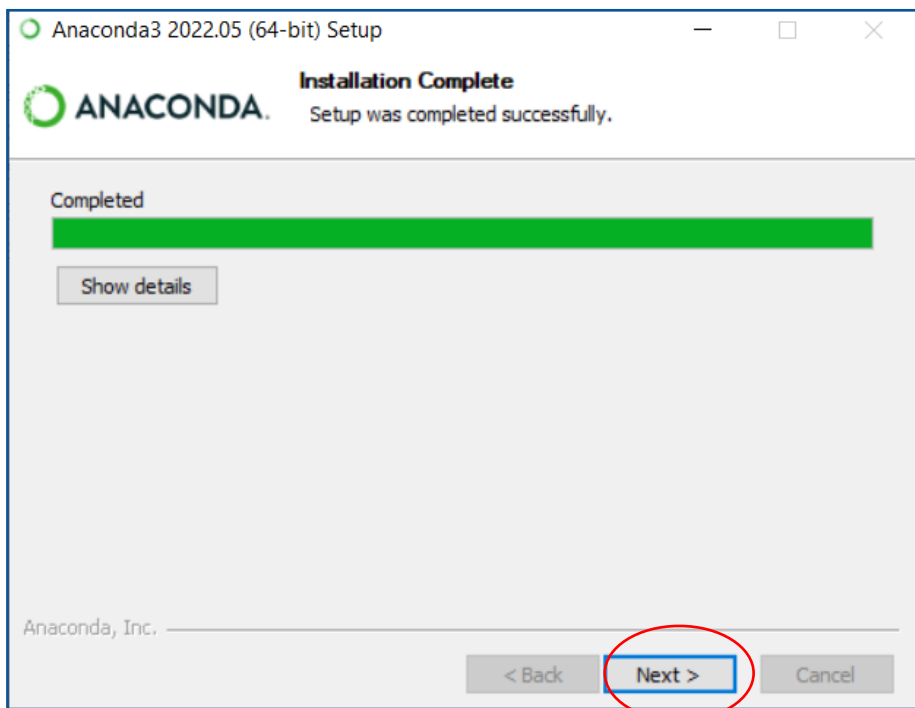 Anaconda3 2022.05 (64-bit) Setup
ANACONDA.
Installation Complete
Setup was completed successfully.
Completed
Show details
Anaconda, Inc.
< Back
Next >
Cancel